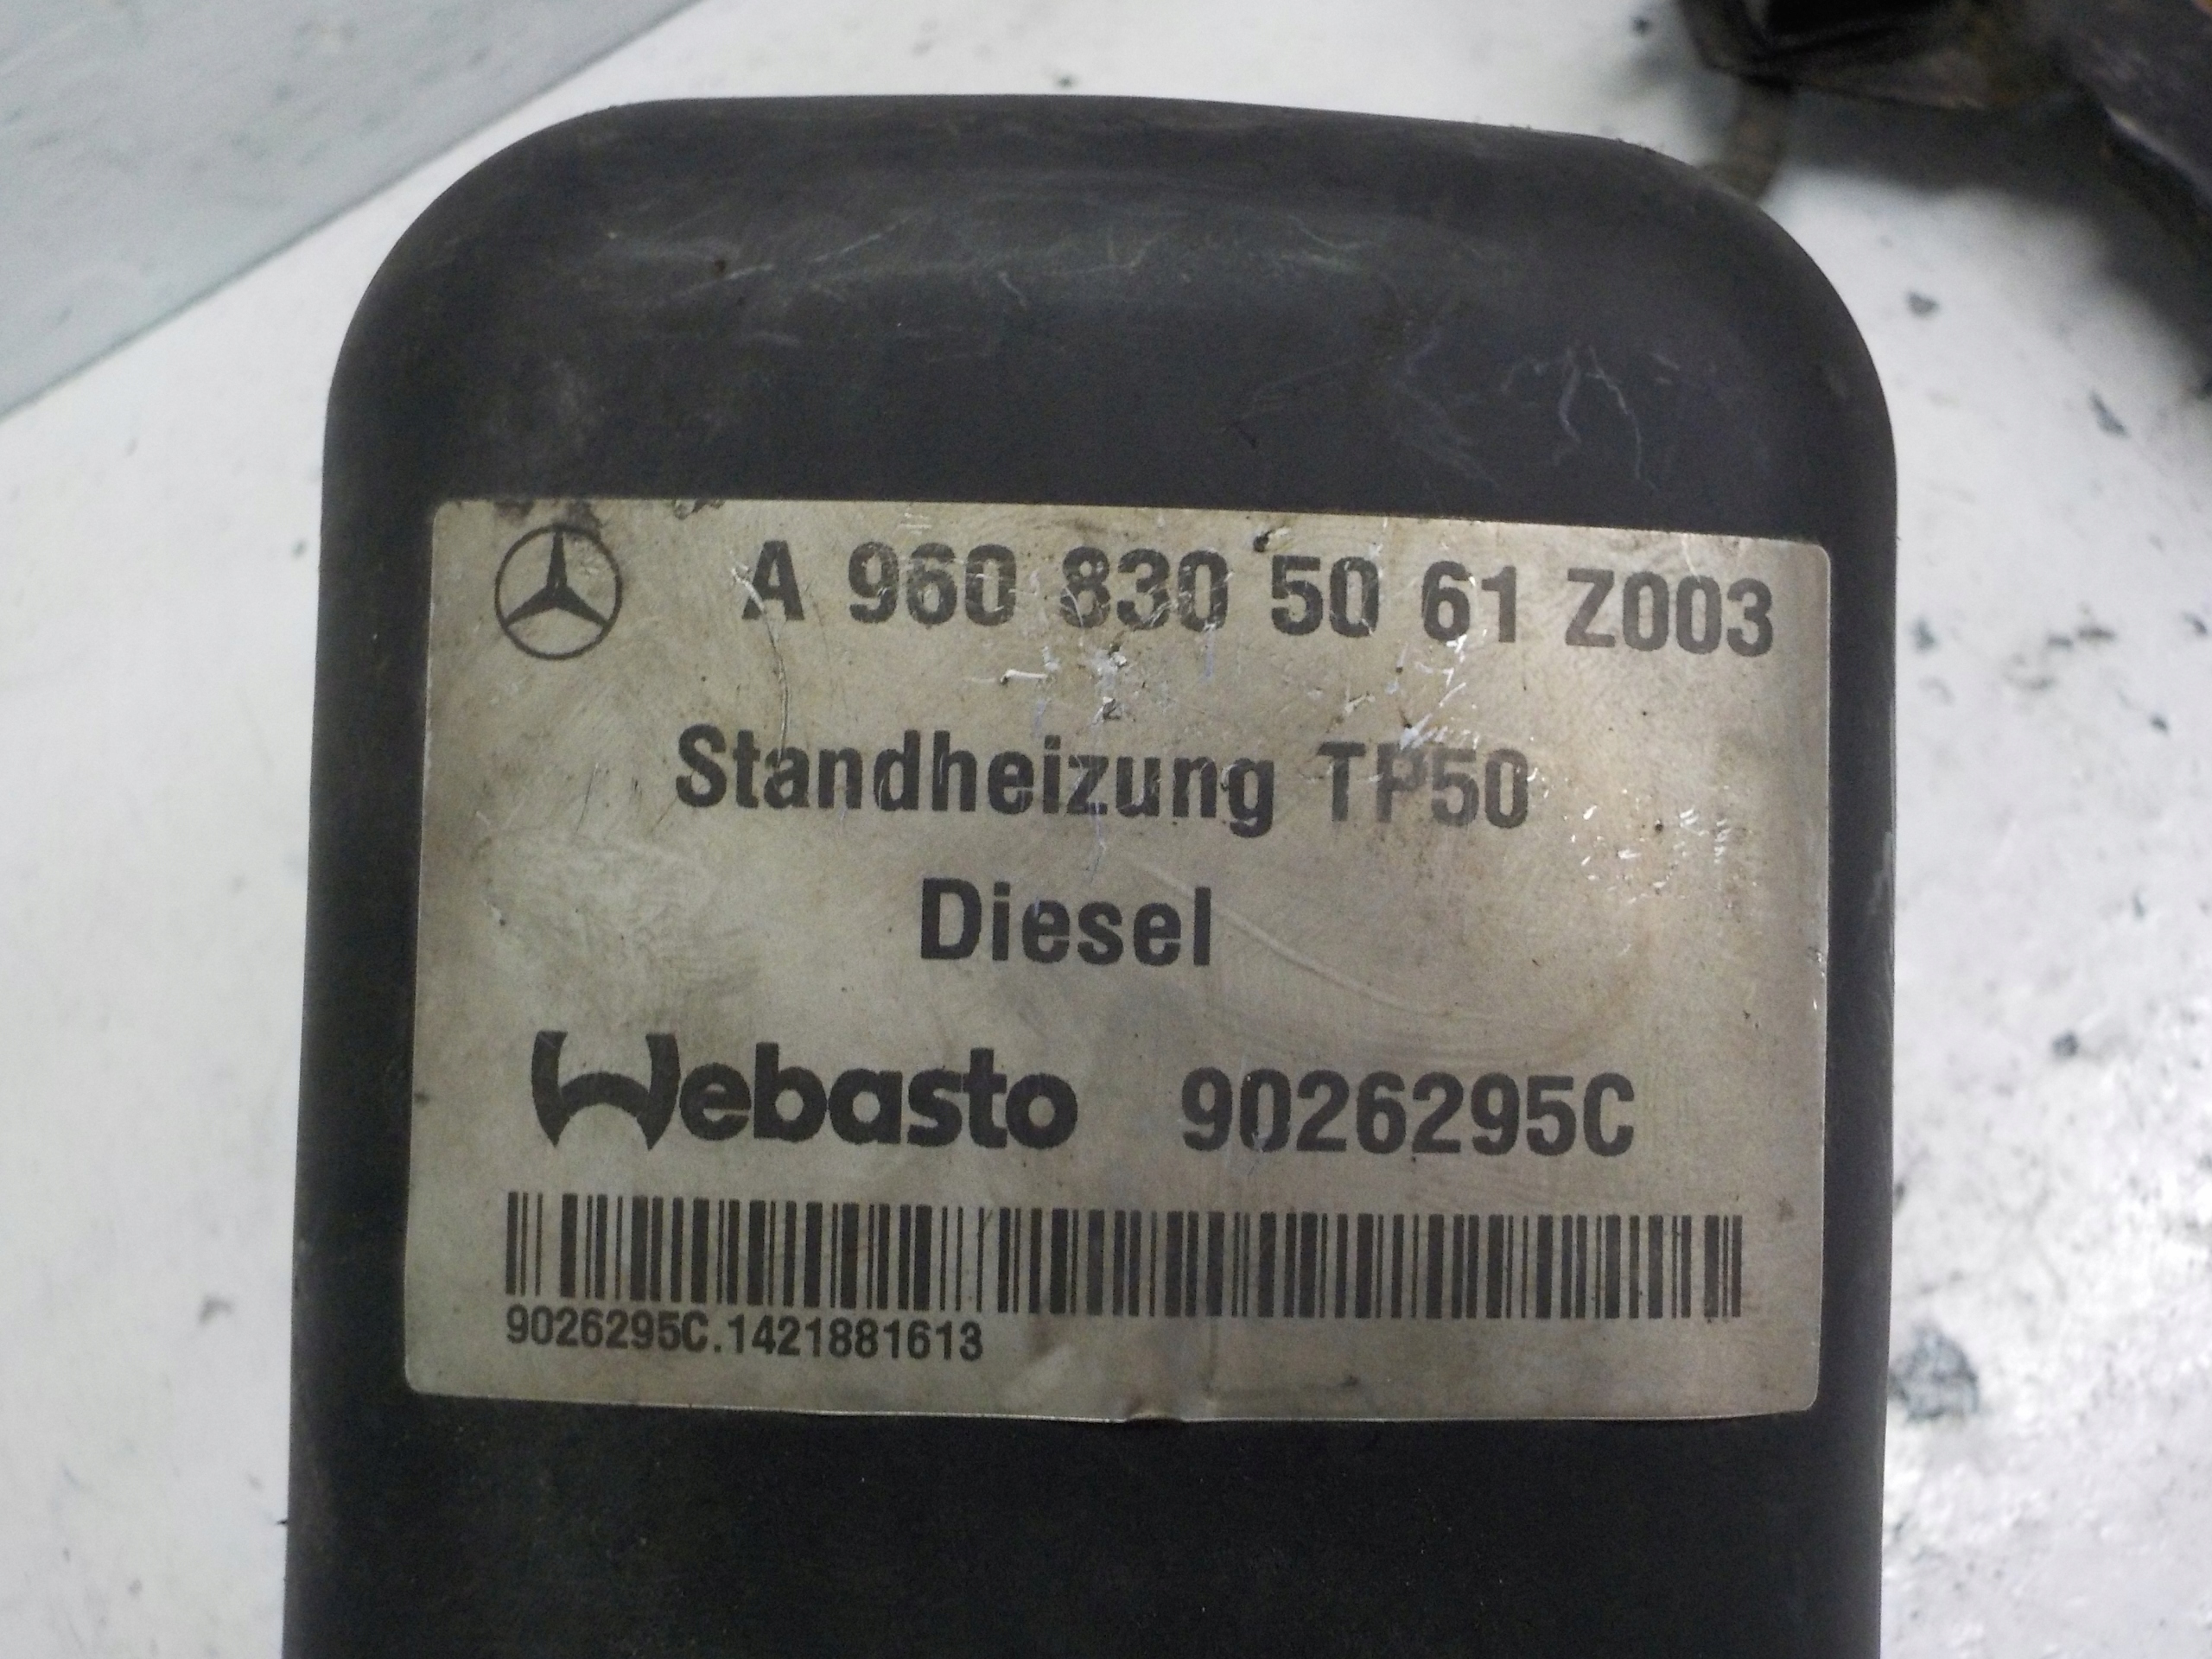 A 960 830 50 61 Z003
Standheizung TP50
Diesel
Webasto 9026295C
9026295C.1421881613